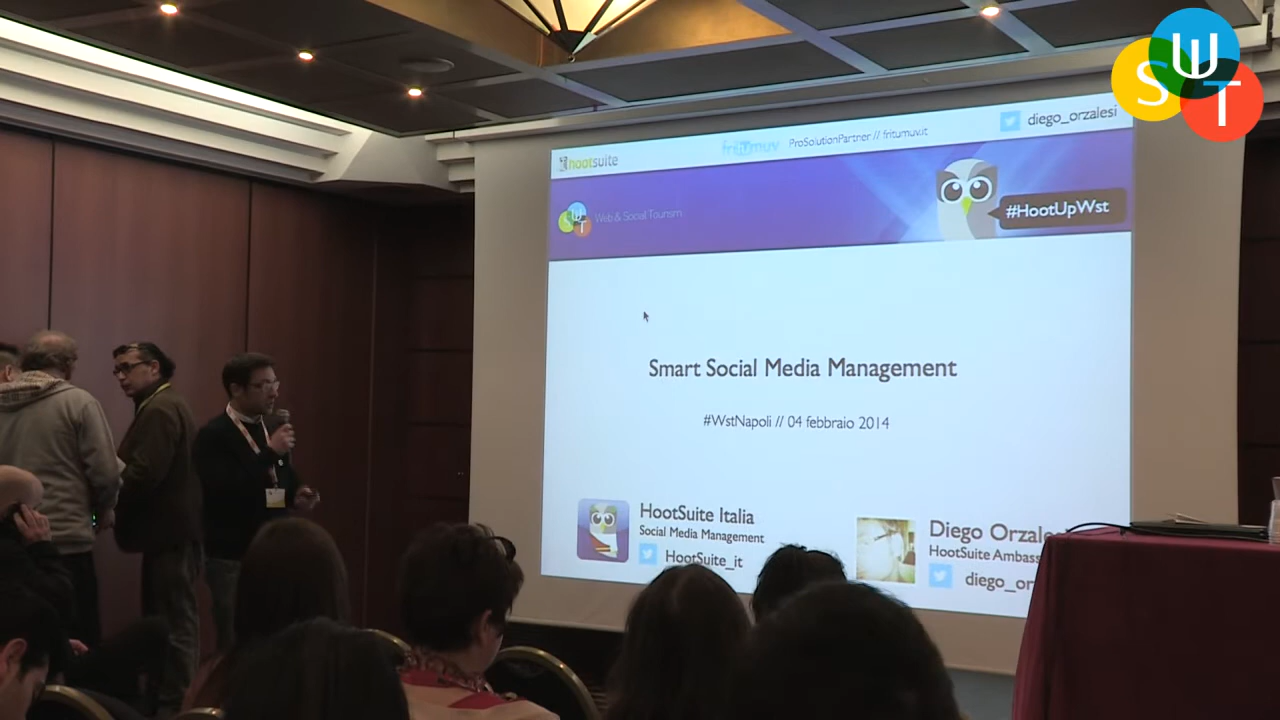 S W T
hootsuite
fritumuv
ProSolutionPartner // fritumuv.it
diego_orzalesi
S W T
Web & Social Tourism
#HootUpWst
Smart Social Media Management
#WstNapoli // 04 febbraio 2014
HootSuite Italia
Social Media Management
HootSuite_it
Diego Orzale
HootSuite Ambass
diego_or